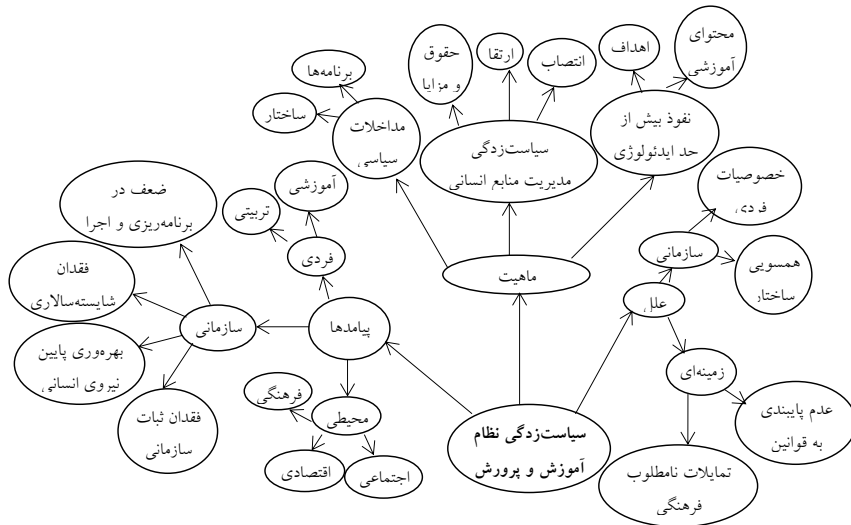 محتوای
آموزشی
اهداف
انتصاب
ارتقا
حقوق
و مزایا
برنامه‌ها
ساختار
مداخلات
سیاسی
سیاست‌زدگی
مدیریت منابع انسانی
نفوذ بیش از
حد ایدئولوژی
خصوصیات
فردی
همسویی
ساختار
سازمانی
علل
ماهیت
آموزشی
تربیتی
فردی
ضعف در
برنامه‌ریزی و اجرا
فقدان
شایسته‌سالاری
بهره‌وری پایین
نیروی انسانی
فقدان ثبات
سازمانی
سازمانی
پیامدها
محیطی
فرهنگی
اقتصادی
اجتماعی
سیاست‌زدگی نظام
آموزش و پرورش
زمینه‌ای
عدم پایبندی
به قوانین
تمایلات نامطلوب
فرهنگی